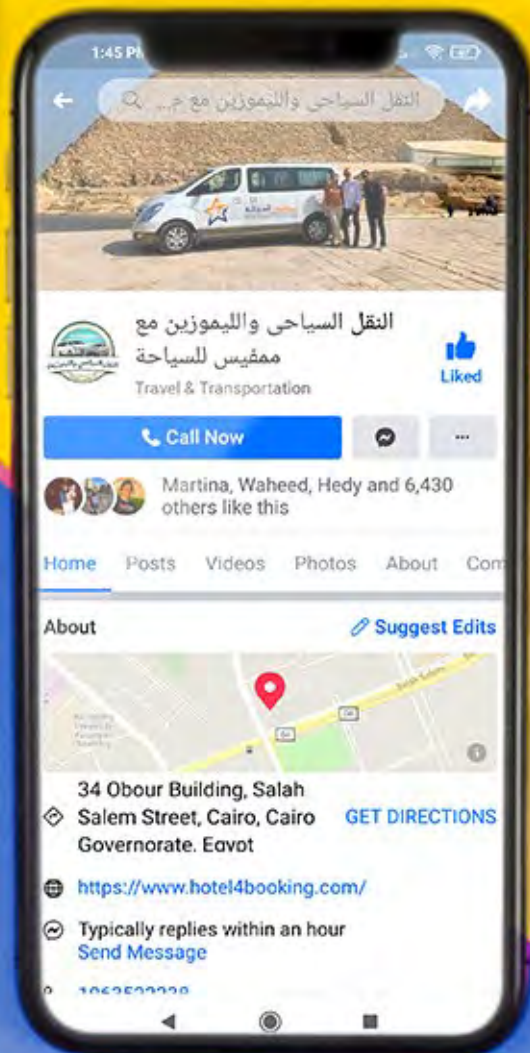 1:45 P
النقل السياحى والليموزين مع م...
النقل السياحى والليموزين مع
ممفيس للسياحة
Travel & Transportation
Liked
Call Now
Martina, Waheed, Hedy and 6,430
others like this
Home Posts Videos Photos About Com
About
Suggest Edits
Salah Salem
34 Obour Building, Salah
Salem Street, Cairo, Cairo
Governorate. Egypt
GET DIRECTIONS
https://www.hotel4booking.com/
Typically replies within an hour
Send Message